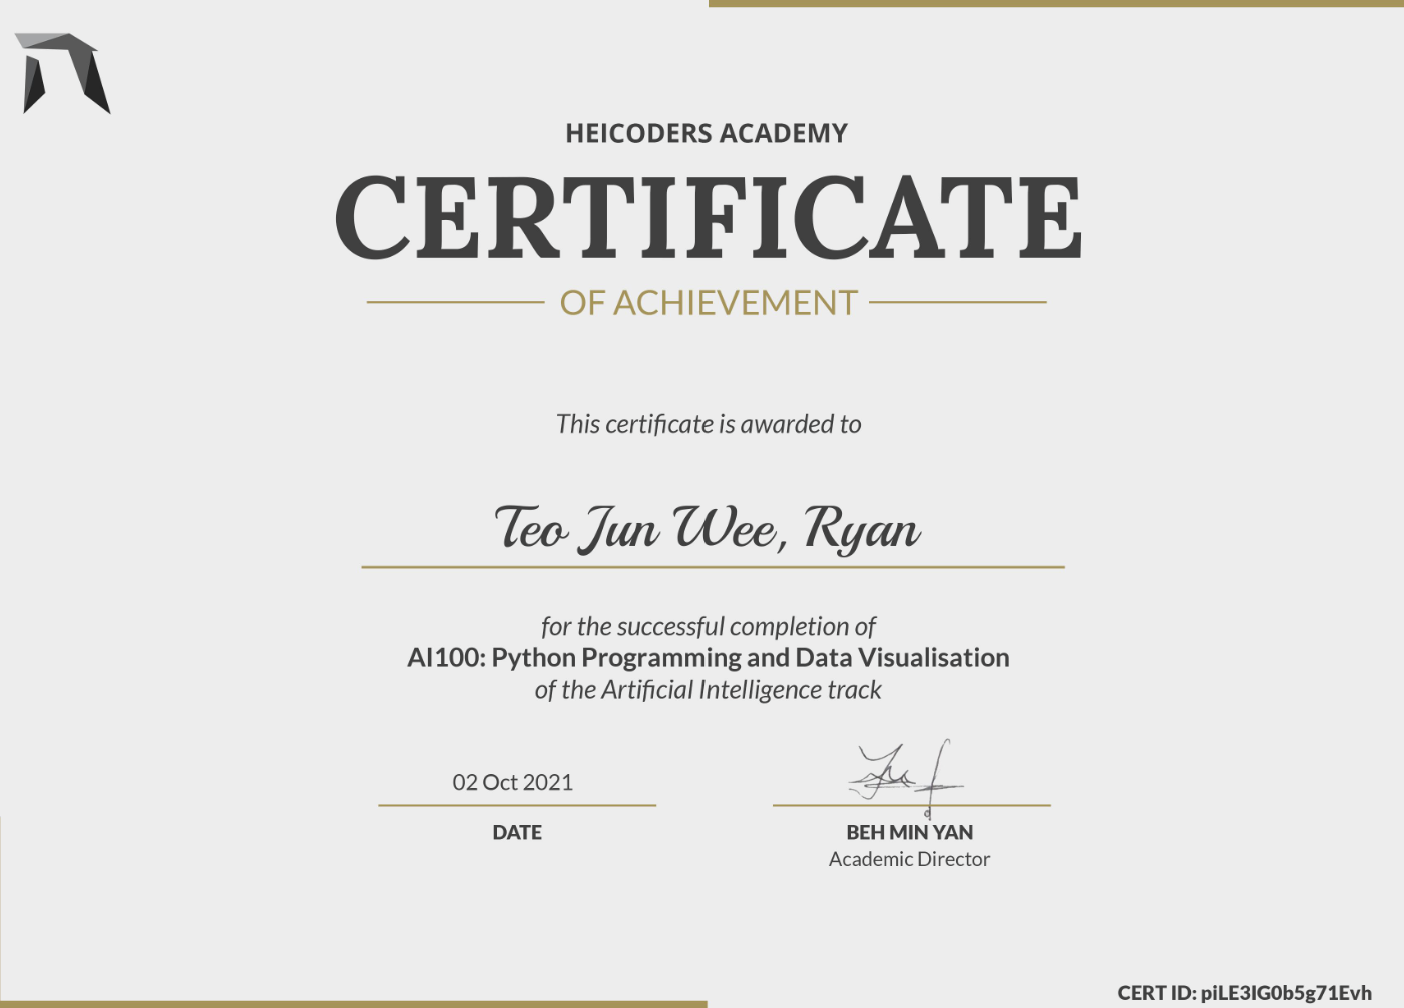 HEICODERS ACADEMY
CERTIFICATE
OF ACHIEVEMENT
This certificate is awarded to
Teo Jun Wee, Ryan
for the successful completion of
AI100: Python Programming and Data Visualisation
of the Artificial Intelligence track
02 Oct 2021
DATE
BEH MIN YAN
Academic Director
CERT ID: piLE3IG0b5g71Evh